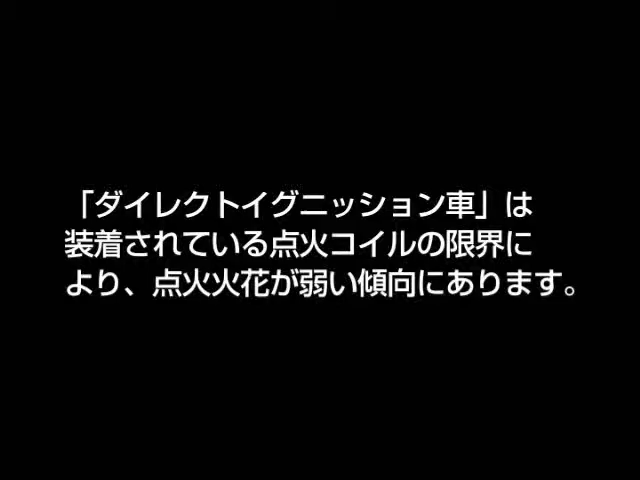 「ダイレクトイグニッション車」は
装着されている点火コイルの限界に
より、点火火花が弱い傾向にあります。